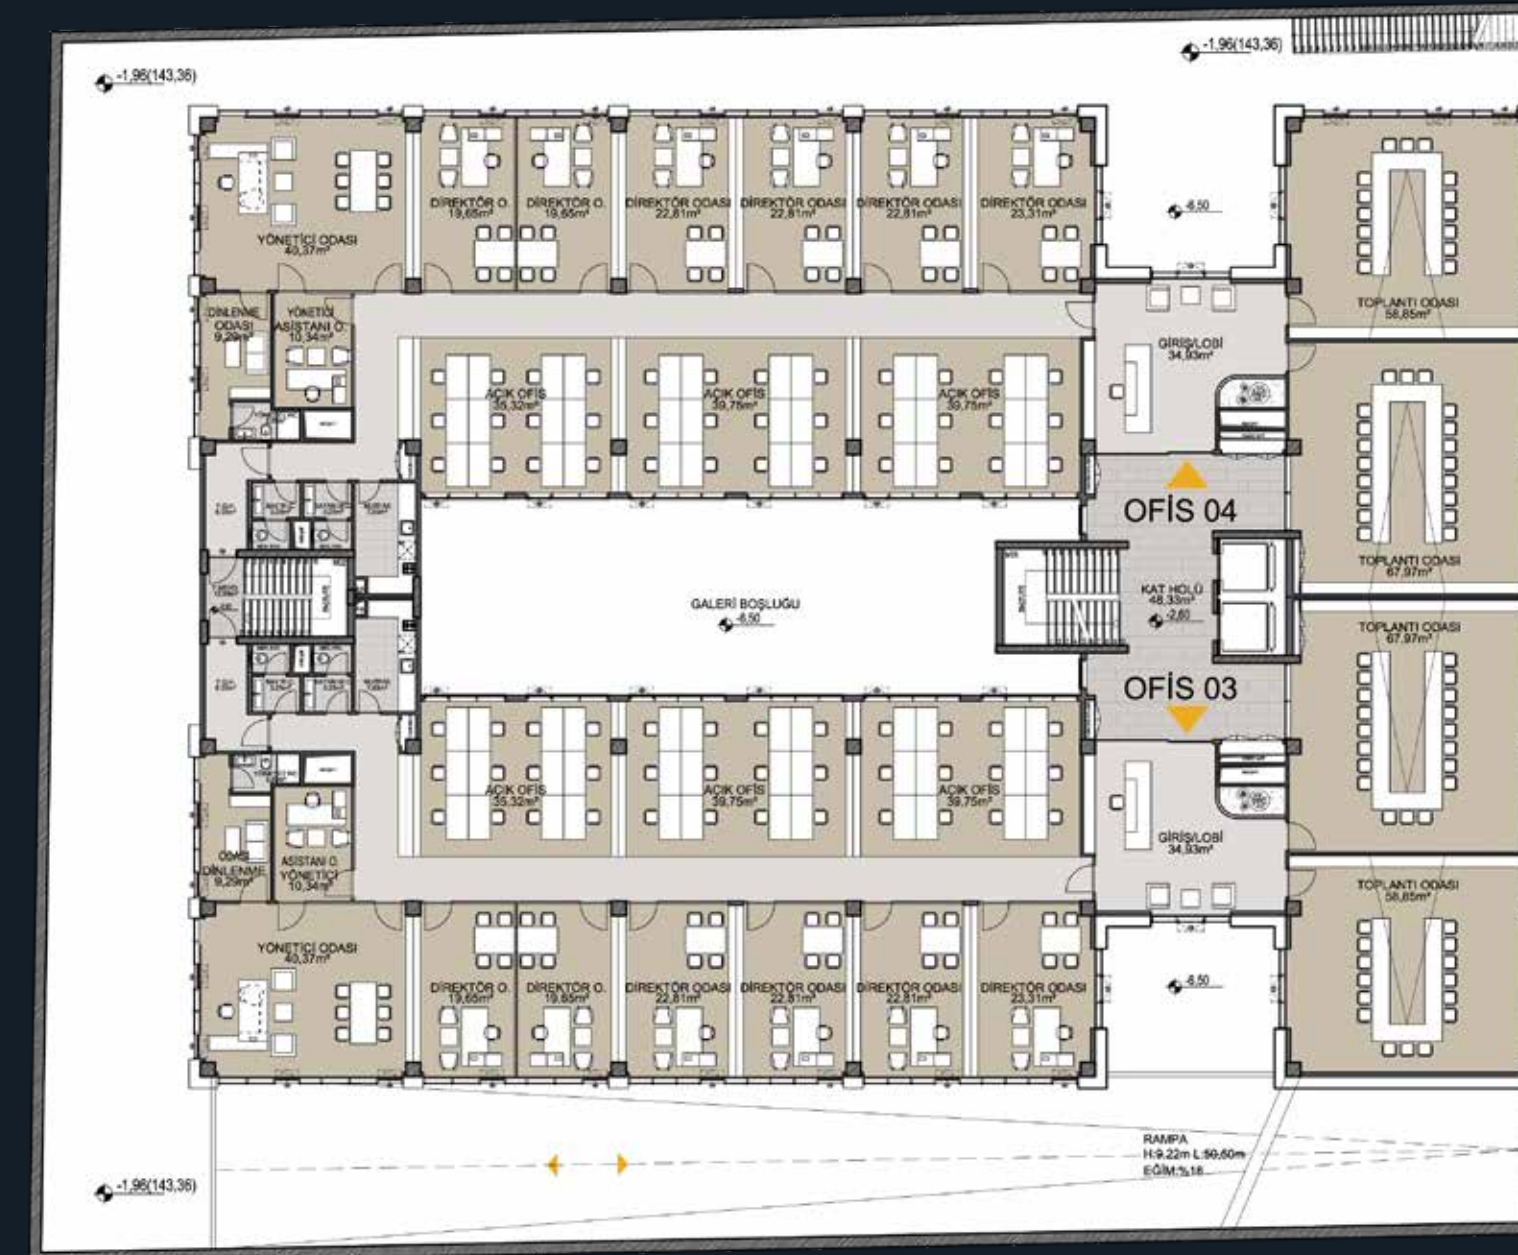 -1,96(143,36)
-1,96(143,36)
-6,50
YÖNETİCİ ODASI
40,37m²
DİREKTÖR O.
19,65m²
DİREKTÖR O.
19,65m²
DİREKTÖR ODASI
22,81m²
DİREKTÖR ODASI
22,81m²
DİREKTÖR ODASI
22,81m²
DİREKTÖR ODASI
23,31m²
TOPLANTI ODASI
58,85m²
DİNLENME
ODASI
9,29m²
YÖNETİCİ
ASİSTANI O.
10,34m²
GİRİŞ/LOBİ
34,93m²
AÇIK OFİS
35,32m²
AÇIK OFİS
39,75m²
AÇIK OFİS
39,75m²
OFİS 04
TOPLANTI ODASI
67,97m²
GALERİ BOŞLUĞU
-6,50
KAT HOLÜ
48,33m²
-2,60
TOPLANTI ODASI
67,97m²
OFİS 03
AÇIK OFİS
35,32m²
AÇIK OFİS
39,75m²
AÇIK OFİS
39,75m²
GİRİŞ/LOBİ
34,93m²
ODASI
DİNLENME
9,29m²
ASİSTANI O.
YÖNETİCİ
10,34m²
TOPLANTI ODASI
58,85m²
YÖNETİCİ ODASI
40,37m²
DİREKTÖR O.
19,65m²
DİREKTÖR O.
19,65m²
DİREKTÖR ODASI
22,81m²
DİREKTÖR ODASI
22,81m²
DİREKTÖR ODASI
22,81m²
DİREKTÖR ODASI
23,31m²
-6,50
RAMPA
H:9.22m L:50,50m
EĞİM:%18
-1,96(143,36)